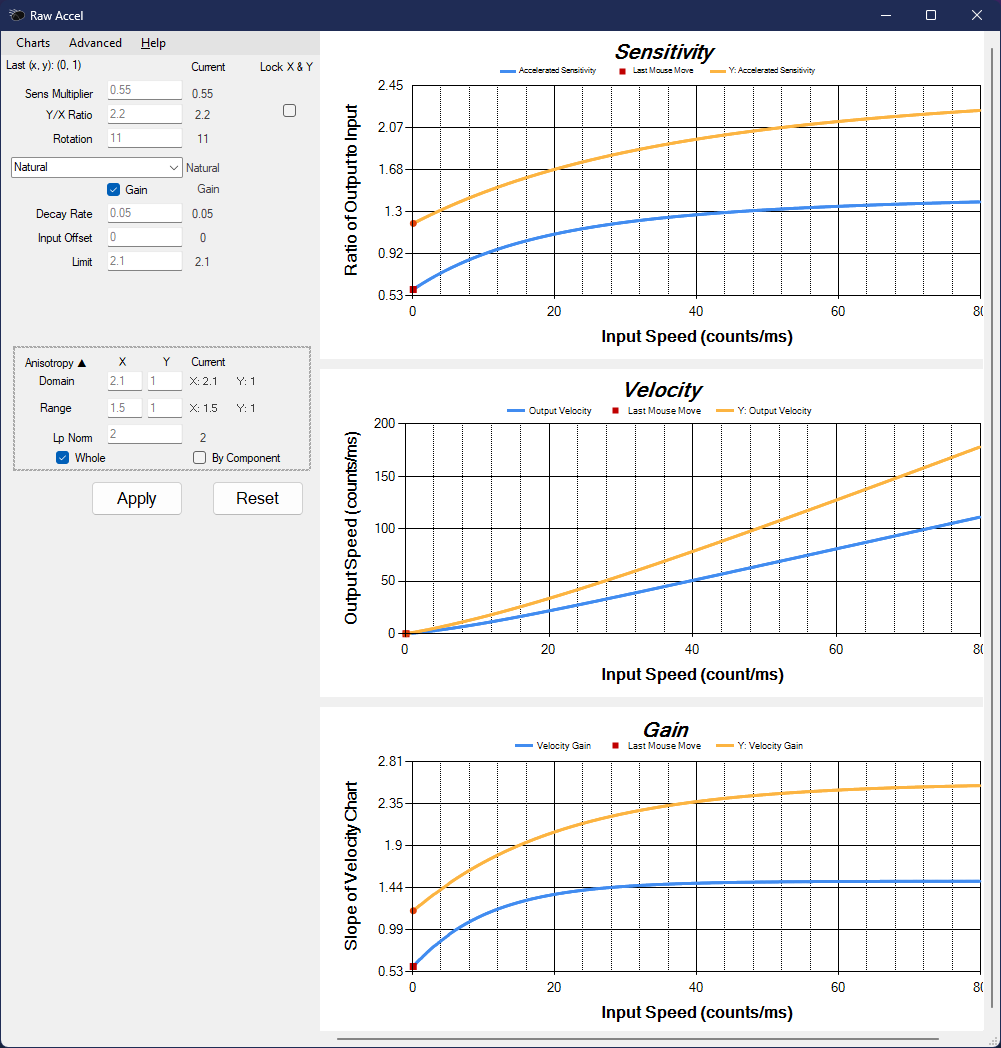 Raw Accel
Charts Advanced Help
Last (x, y): (0, 1)
Current Lock X & Y
Sens Multiplier 0.55 0.55
Y/X Ratio 2.2 2.2
Rotation 11 11
Natural Natural
Gain Gain
Decay Rate 0.05 0.05
Input Offset 0 0
Limit 2.1 2.1
Anisotropy ▲ X Y Current
Domain 2.1 1 X: 2.1 Y: 1
Range 1.5 1 X: 1.5 Y: 1
Lp Norm 2 2
Whole By Component
Apply Reset
Sensitivity
Accelerated Sensitivity Last Mouse Move Y: Accelerated Sensitivity
Ratio of Output to Input
2.45
2.07
1.68
1.3
0.92
0.53
0 20 40 60 80
Input Speed (counts/ms)
Velocity
Output Velocity Last Mouse Move Y: Output Velocity
Output Speed (counts/ms)
200
150
100
50
0
0 20 40 60 80
Input Speed (count/ms)
Gain
Velocity Gain Last Mouse Move Y: Velocity Gain
Slope of Velocity Chart
2.81
2.35
1.9
1.44
0.99
0.53
0 20 40 60 80
Input Speed (counts/ms)